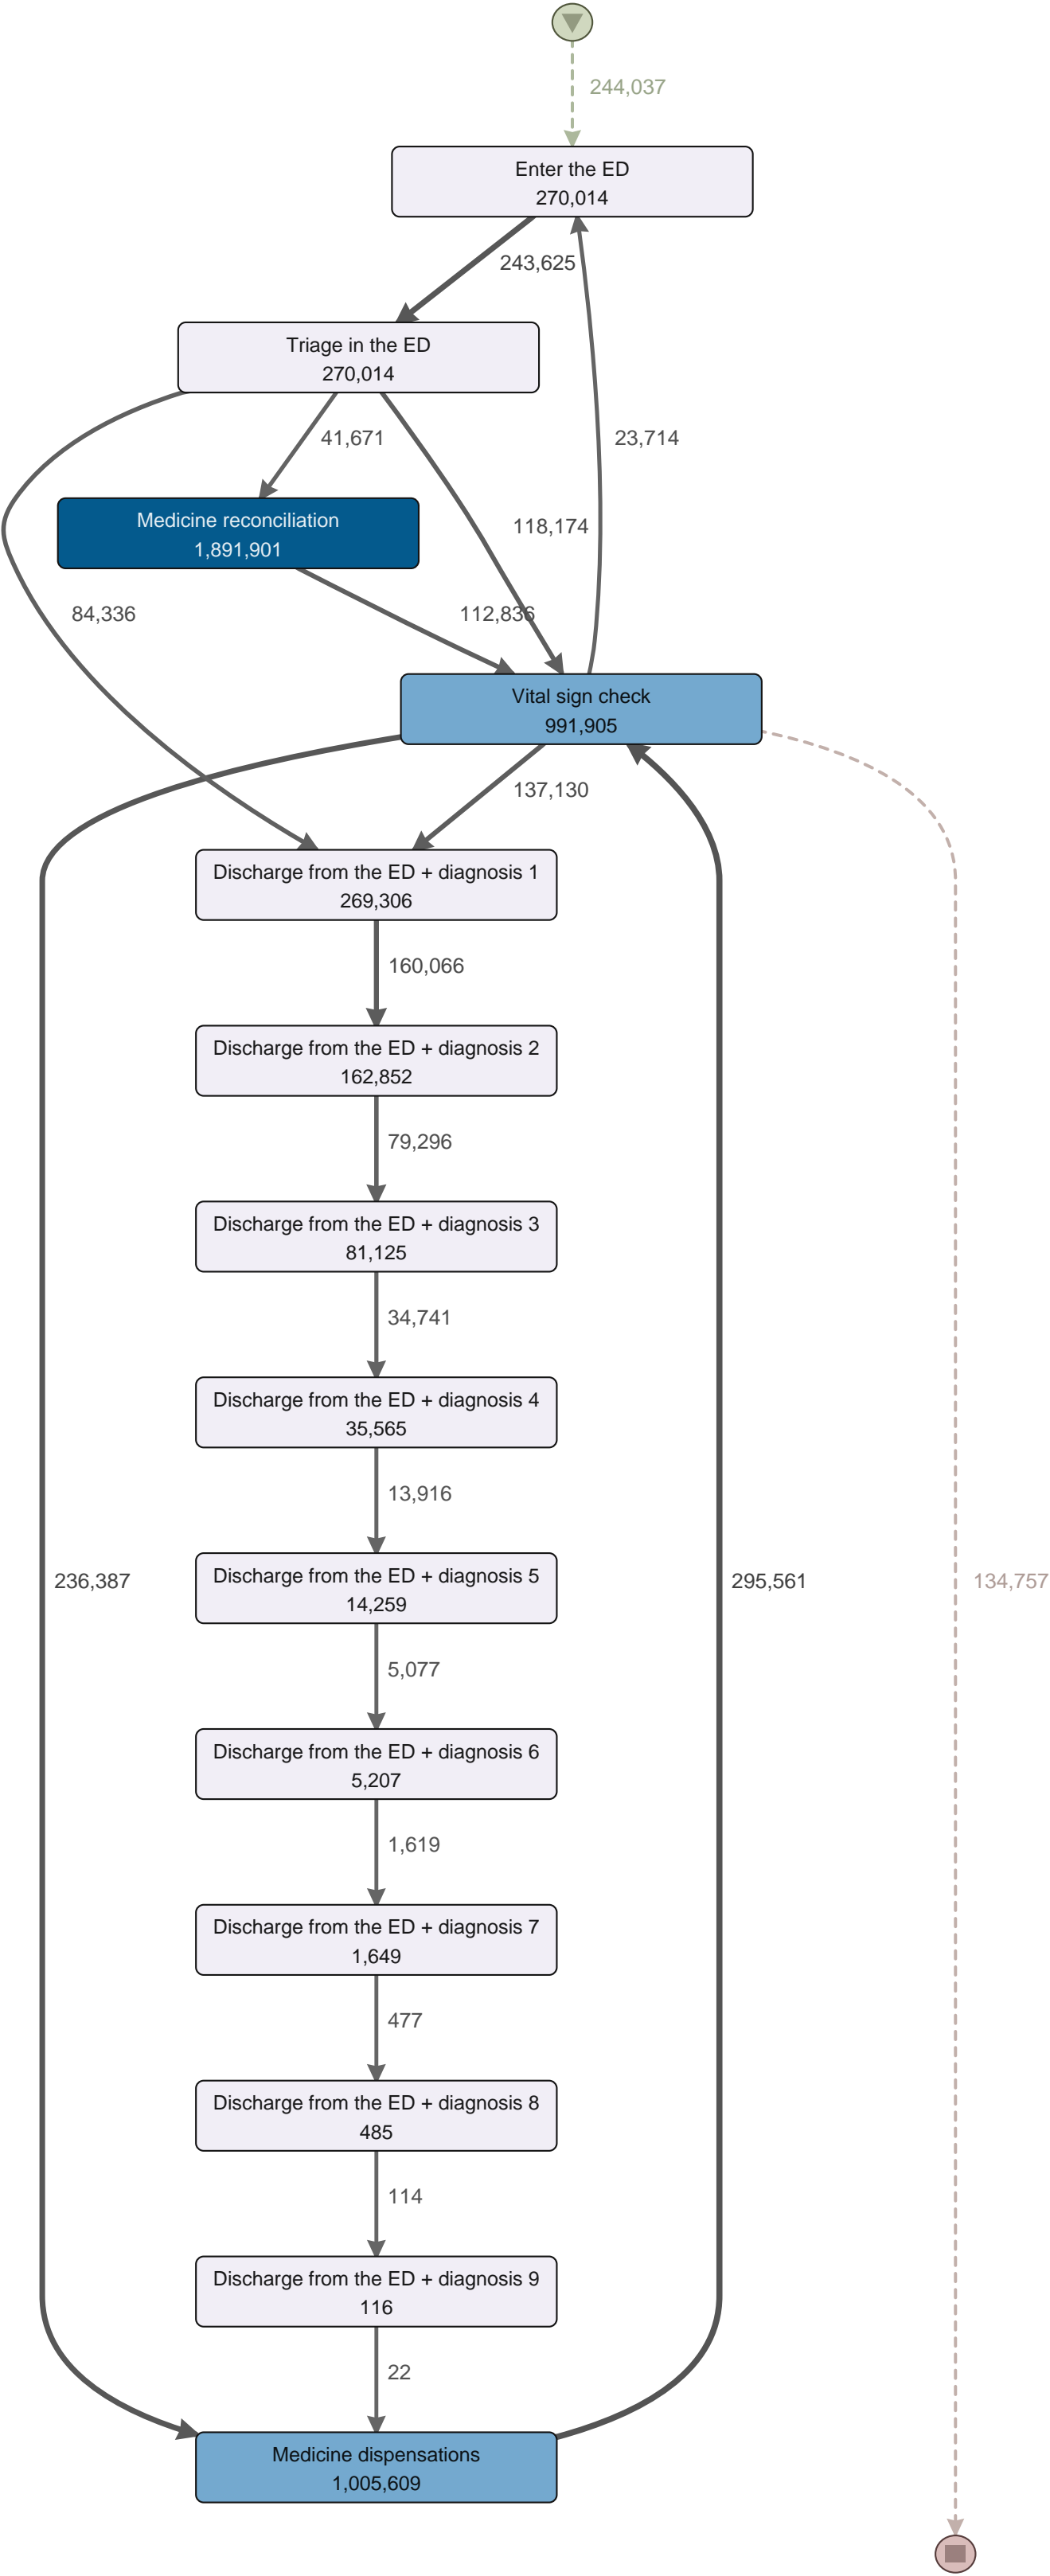 244,037
Enter the ED
270,014
243,625
Triage in the ED
270,014
41,671
23,714
Medicine reconciliation
1,891,901
118,174
84,336
112,836
Vital sign check
991,905
137,130
Discharge from the ED + diagnosis 1
269,306
160,066
Discharge from the ED + diagnosis 2
162,852
79,296
Discharge from the ED + diagnosis 3
81,125
34,741
Discharge from the ED + diagnosis 4
35,565
13,916
Discharge from the ED + diagnosis 5
14,259
236,387
295,561
134,757
5,077
Discharge from the ED + diagnosis 6
5,207
1,619
Discharge from the ED + diagnosis 7
1,649
477
Discharge from the ED + diagnosis 8
485
114
Discharge from the ED + diagnosis 9
116
22
Medicine dispensations
1,005,609